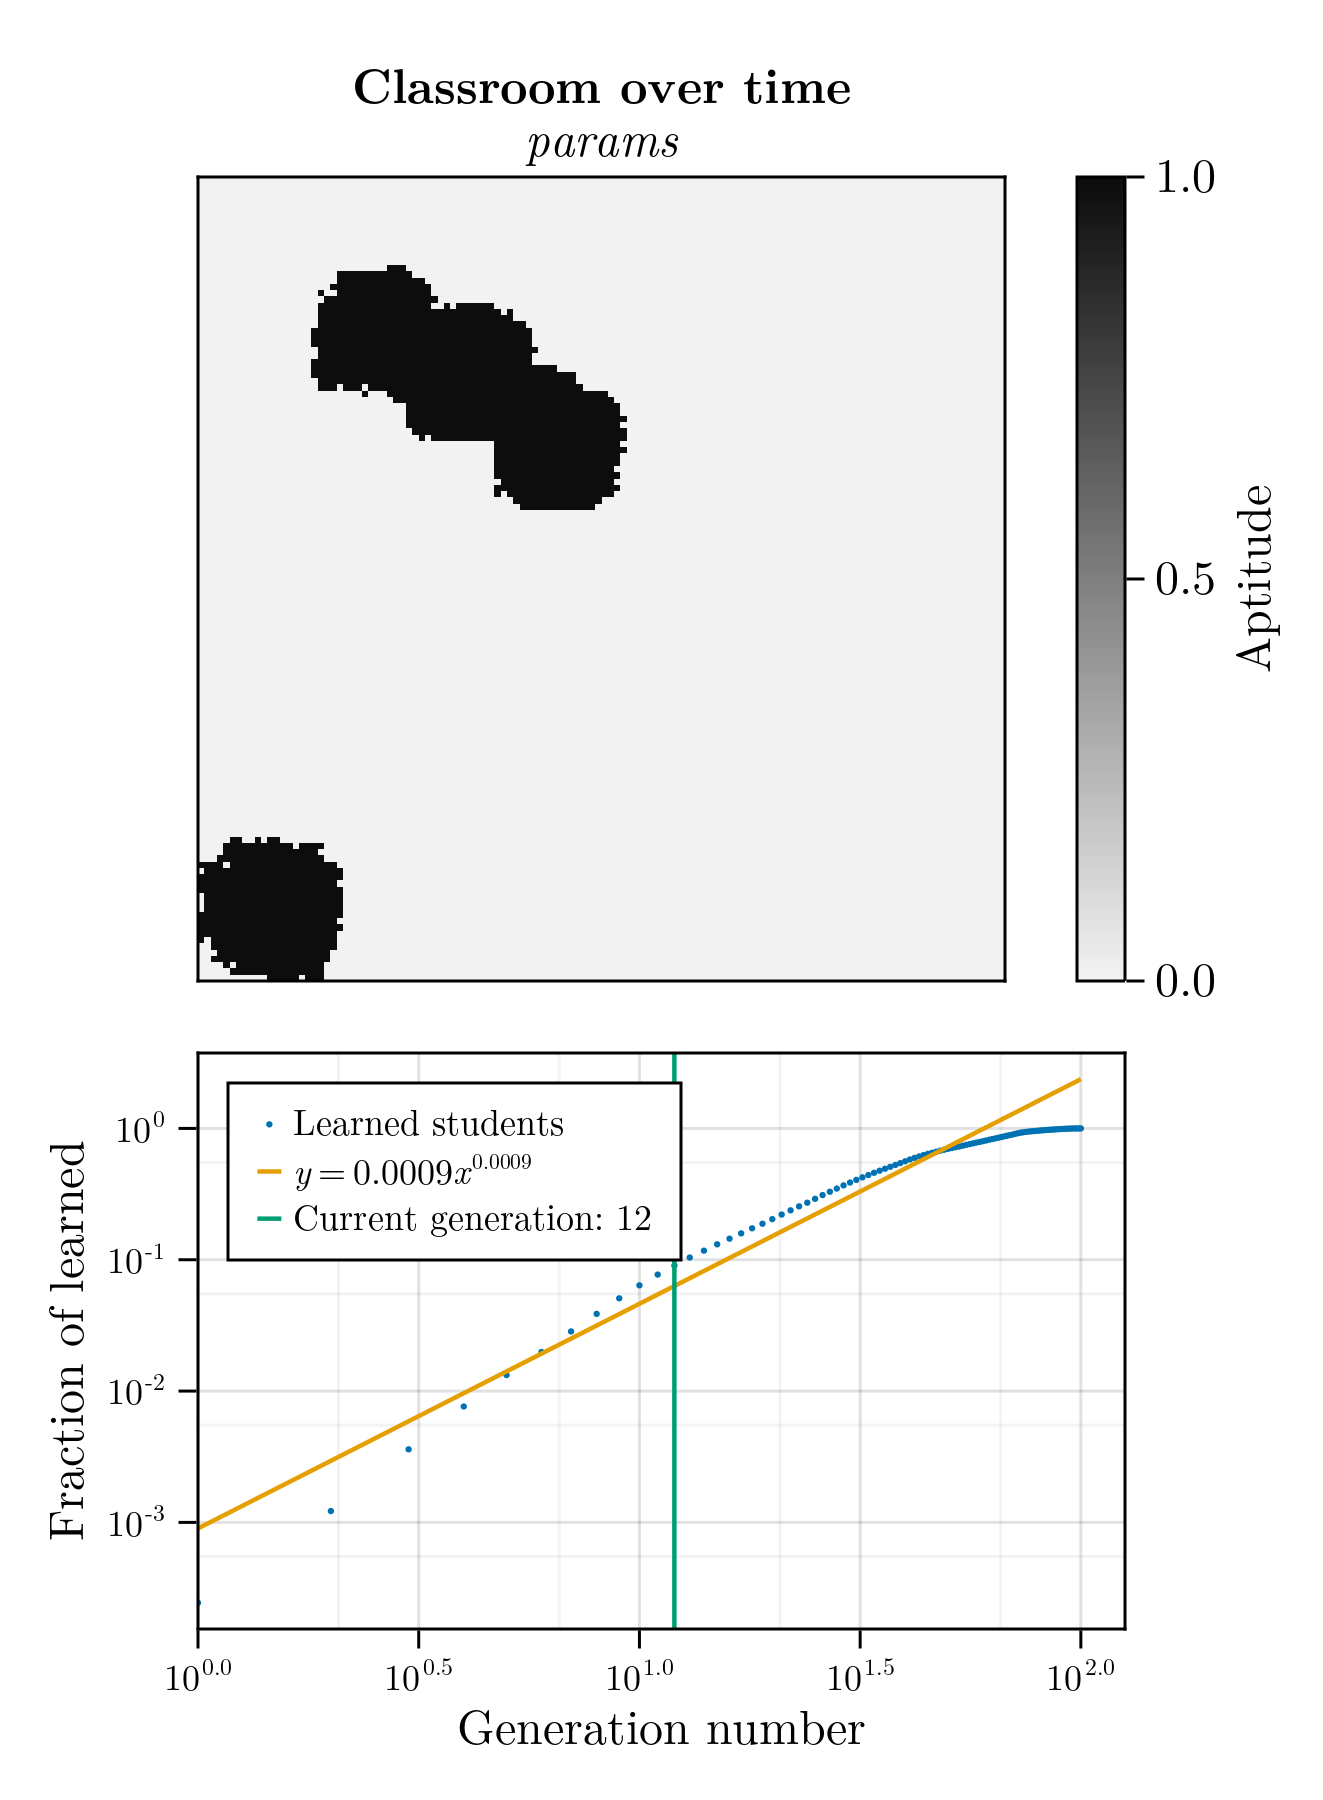 Classroom over time
params
1.0
0.5
0.0
Aptitude
Learned students
y = 0.0009x^0.0009
Current generation: 12
10^0
10^-1
10^-2
10^-3
Fraction of learned
10^0.0 10^0.5 10^1.0 10^1.5 10^2.0
Generation number